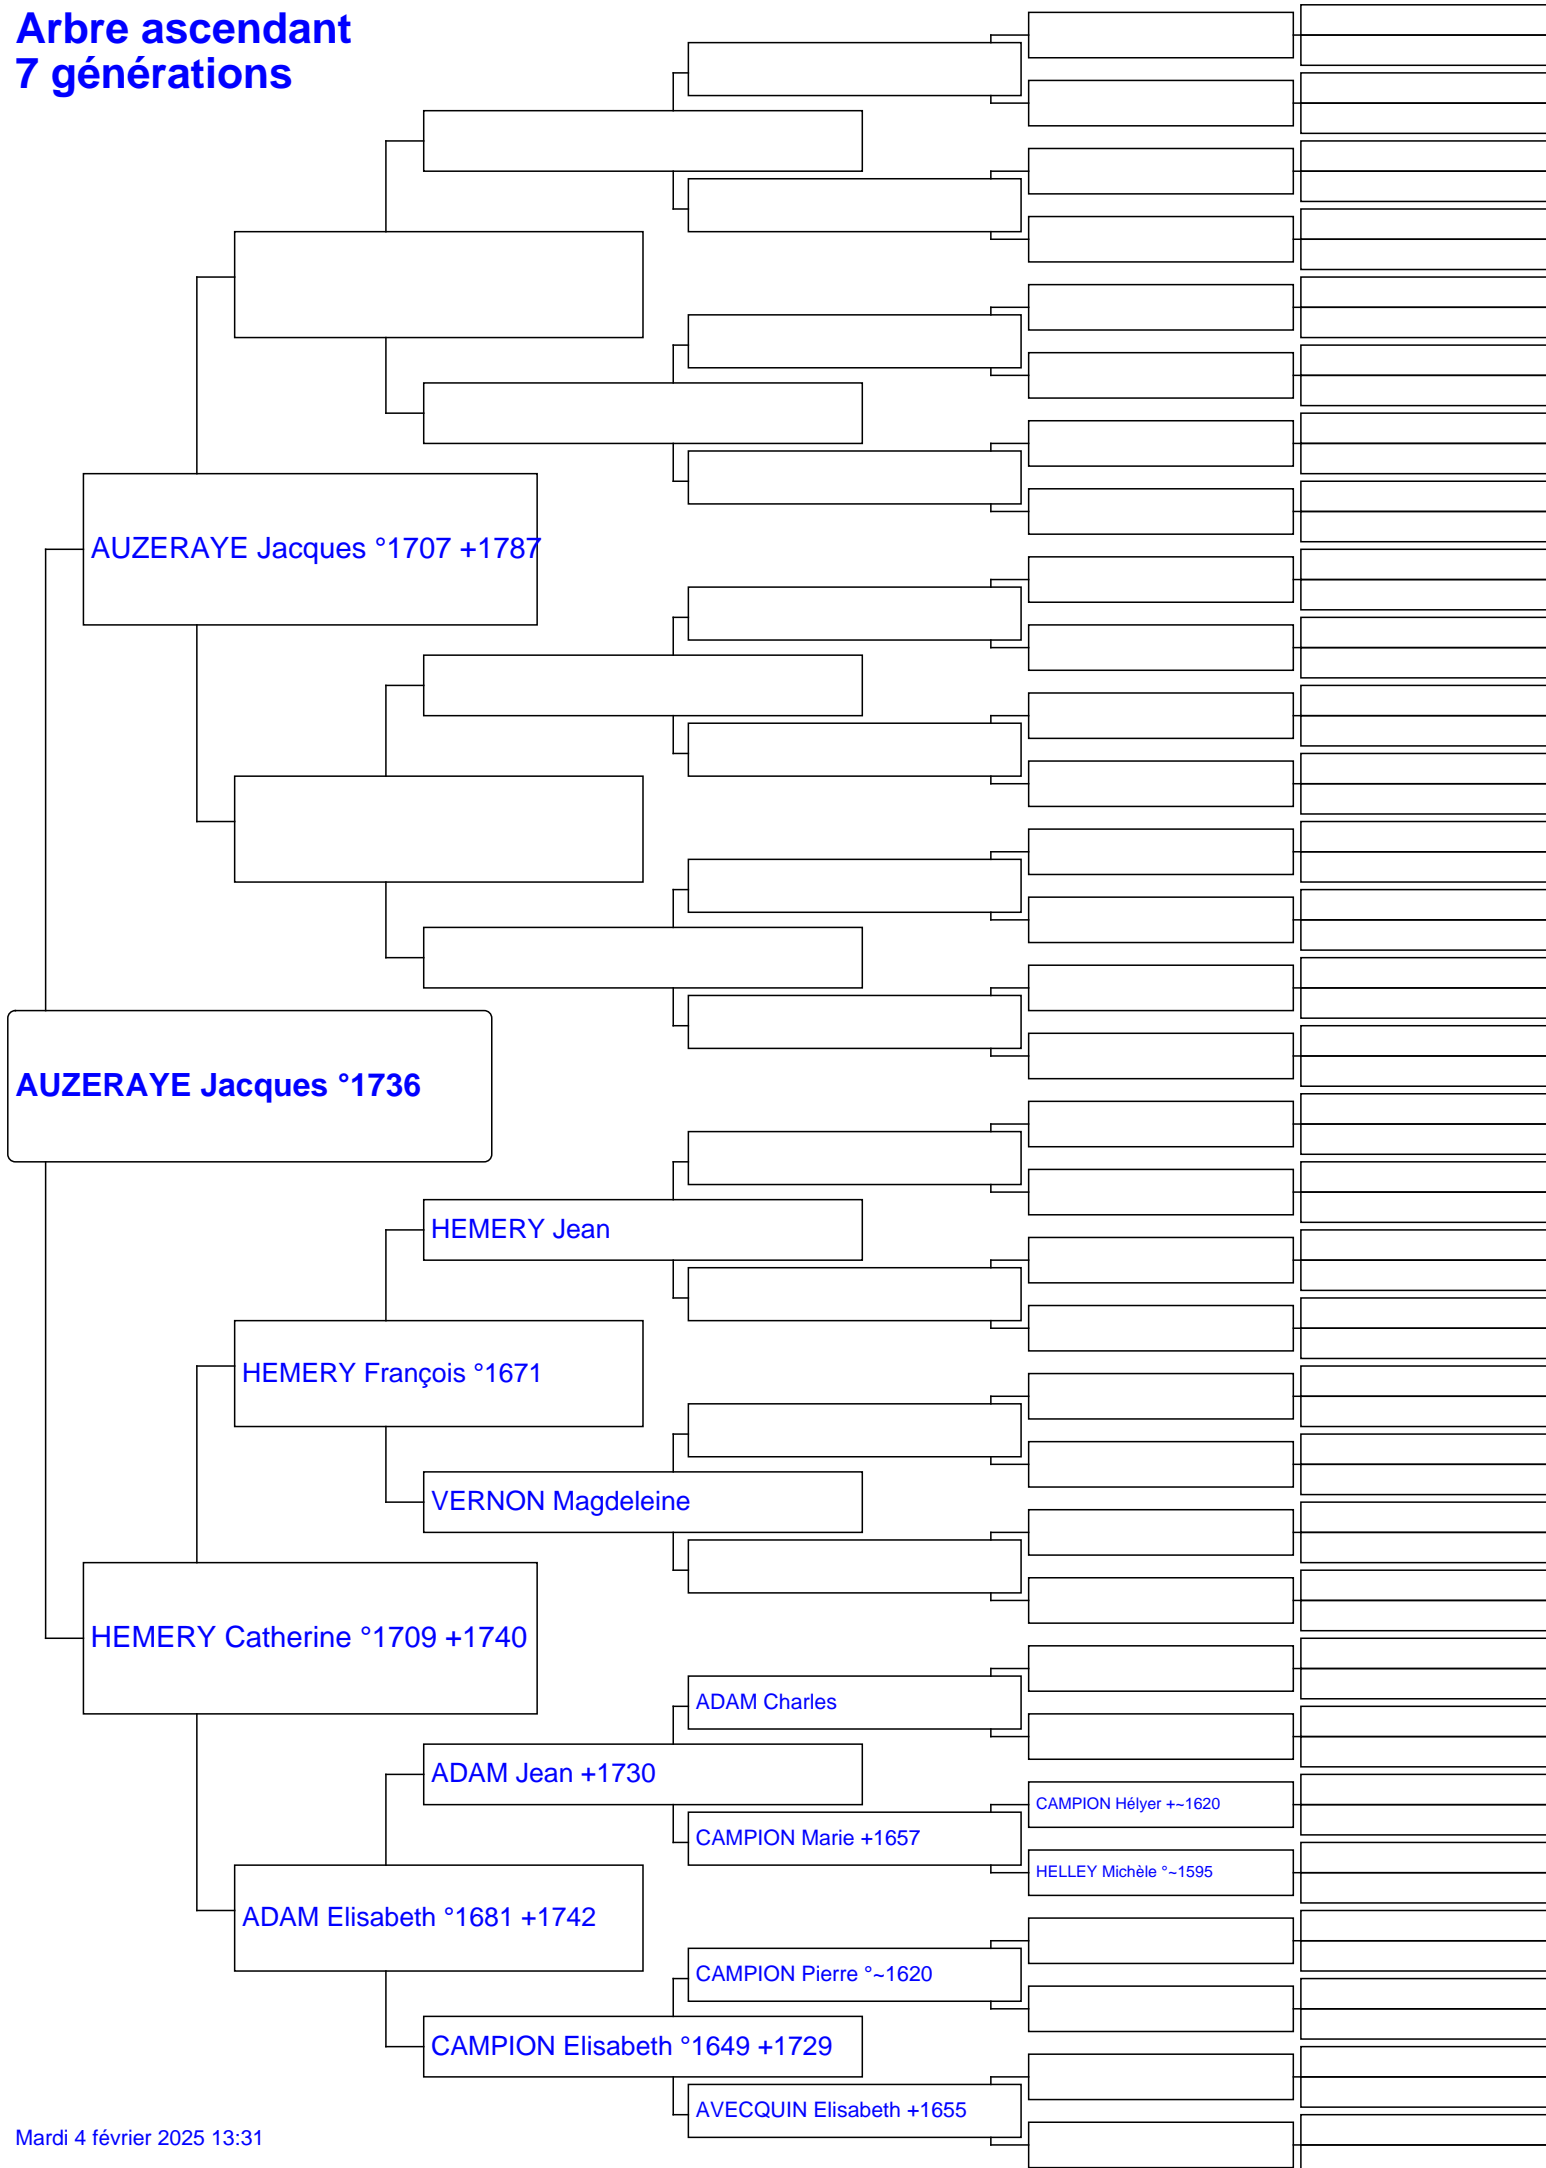 Arbre ascendant
7 générations
AUZERAYE Jacques °1707 +1787
AUZERAYE Jacques °1736
HEMERY Jean
HEMERY François °1671
VERNON Magdeleine
HEMERY Catherine °1709 +1740
ADAM Charles
ADAM Jean +1730
CAMPION Hélyer +~1620
CAMPION Marie +1657
HELLEY Michèle °~1595
ADAM Elisabeth °1681 +1742
CAMPION Pierre °~1620
CAMPION Elisabeth °1649 +1729
AVECQUIN Elisabeth +1655
Mardi 4 février 2025 13:31